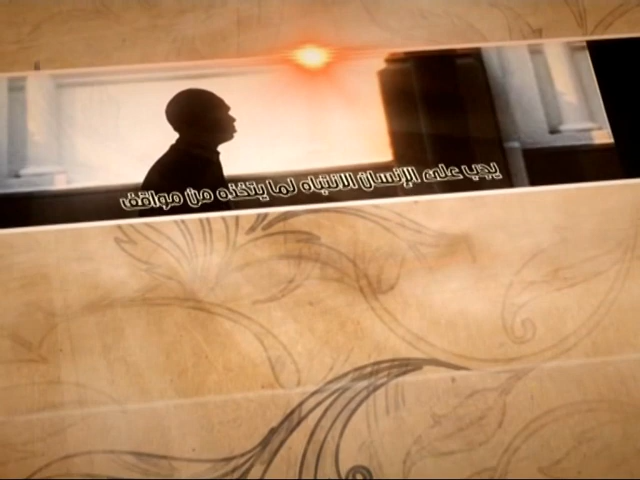 يجب على الإنسان الانتباه لما يتخذه من مواقف